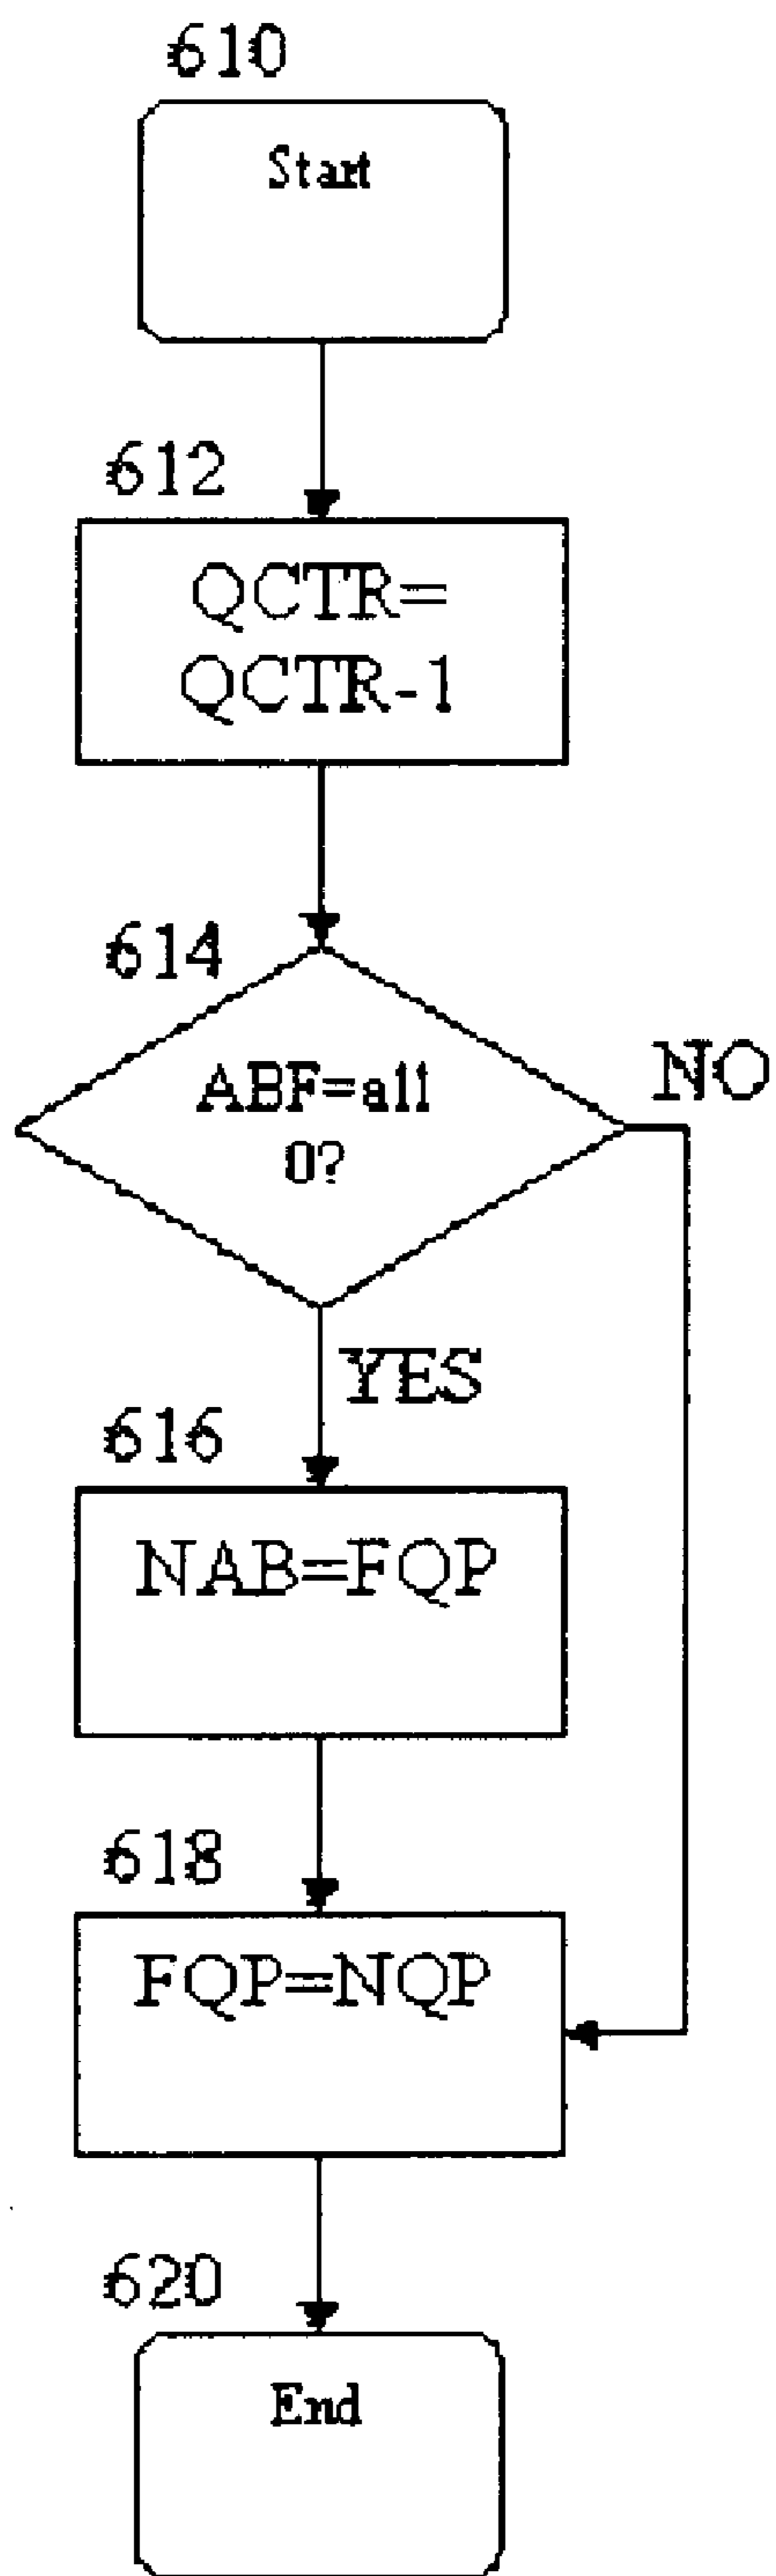 610
Start
612
QCTR=
QCTR-1
614
ABF=all
0?
NO
YES
616
NAB=FQP
618
FQP=NQP
620
End